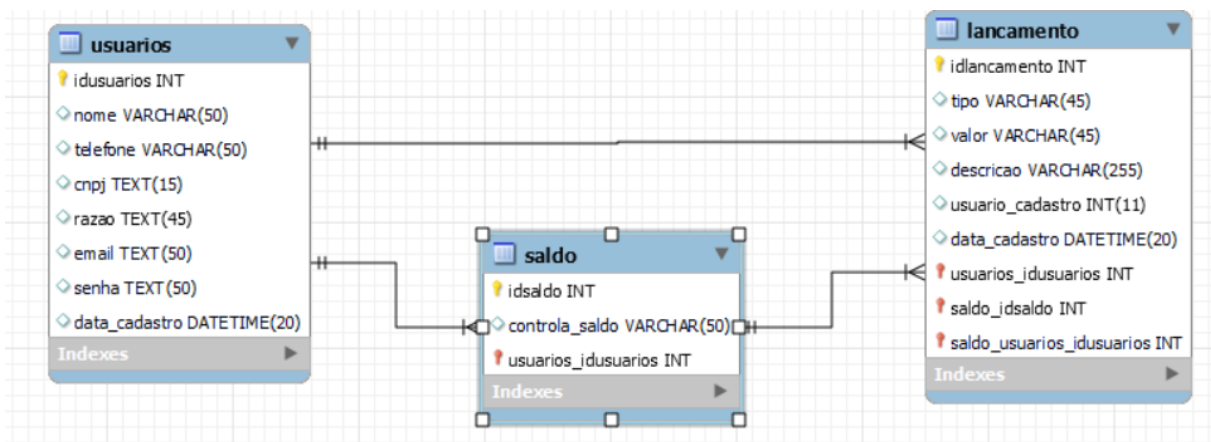 usuarios
idusuarios INT
nome VARCHAR(50)
telefone VARCHAR(50)
cnpj TEXT(15)
razao TEXT(45)
email TEXT(50)
senha TEXT(50)
data_cadastro DATETIME(20)
Indexes
saldo
idsaldo INT
controla_saldo VARCHAR(50)
usuarios_idusuarios INT
Indexes
lancamento
idlancamento INT
tipo VARCHAR(45)
valor VARCHAR(45)
descricao VARCHAR(255)
usuario_cadastro INT(11)
data_cadastro DATETIME(20)
usuarios_idusuarios INT
saldo_idsaldo INT
saldo_usuarios_idusuarios INT
Indexes